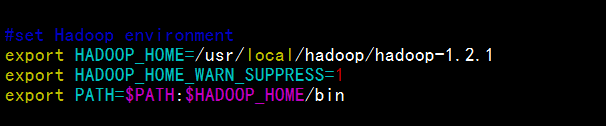 #set Hadoop environment
export HADOOP_HOME=/usr/local/hadoop/hadoop-1.2.1
export HADOOP_HOME_WARN_SUPPRESS=1
export PATH=$PATH:$HADOOP_HOME/bin